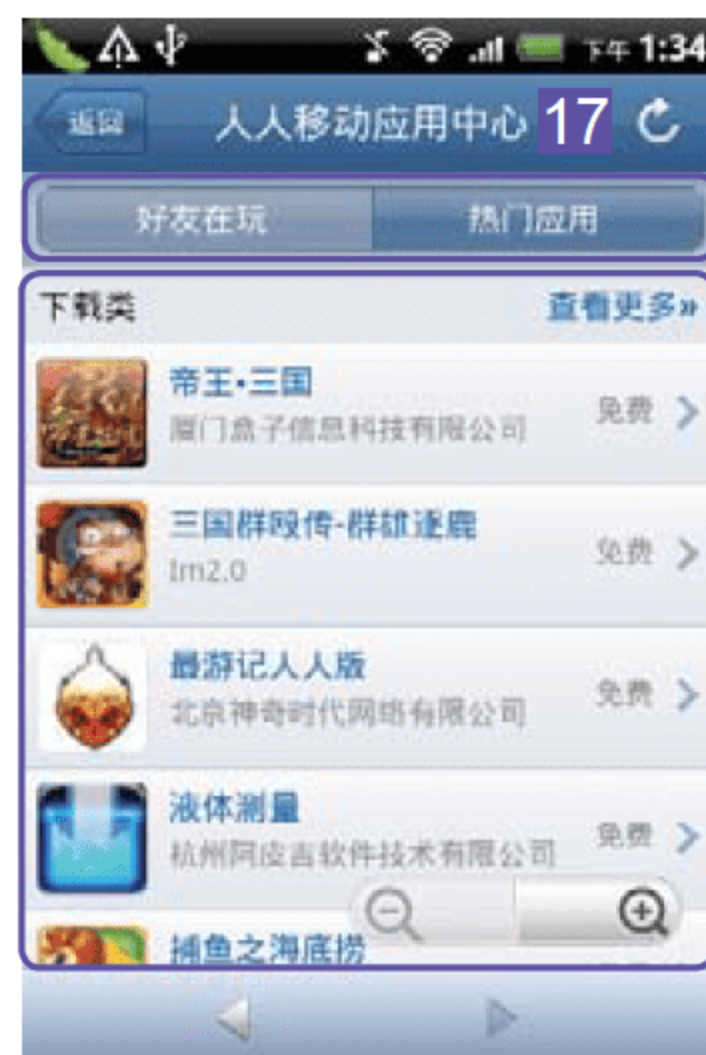 下午 1:34
返回 人人移动应用中心 17
好友在玩 热门应用
下载类 查看更多»
帝王·三国
厦门盒子信息科技有限公司 免费
三国群殴传-群雄逐鹿
Im2.0 免费
最游记人人版
北京神奇时代网络有限公司 免费
液体测量
杭州阿皮吉软件技术有限公司 免费
捕鱼之海底捞